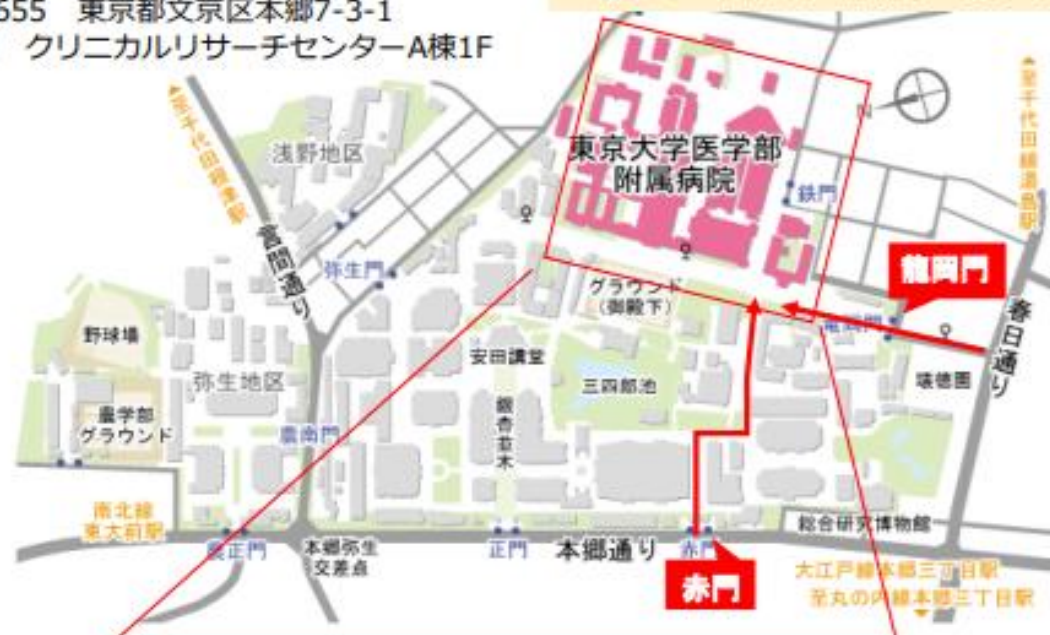 655 東京都文京区本郷7-3-1
クリニカルリサーチセンターA棟1F
至千代田線根津駅
浅野地区
言問通り
弥生門
東京大学医学部
附属病院
鉄門
至千代田線湯島駅
龍岡門
グラウンド
(御殿下)
竜岡門
春日通り
野球場
弥生地区
安田講堂
三四郎池
懐徳園
農学部
グラウンド
銀杏並木
農南門
南北線
東大前駅
農正門
本郷弥生
交差点
正門
本郷通り
赤門
総合研究博物館
赤門
大江戸線本郷三丁目駅
至丸の内線本郷三丁目駅